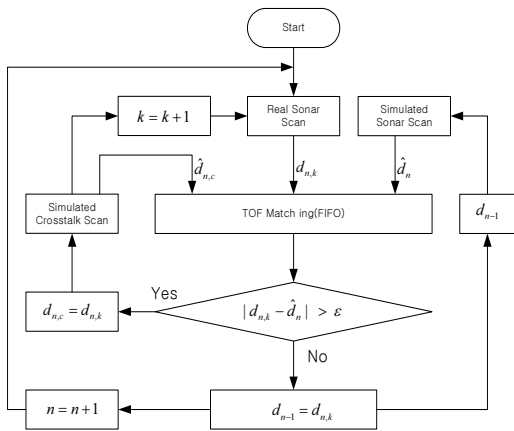 Start
k = k+1
Real Sonar
Scan
Simulated
Sonar Scan
d̂ₙ,c
dₙ,k
d̂ₙ
Simulated
Crosstalk Scan
TOF Match ing(FIFO)
dₙ₋₁
Yes
dₙ,c = dₙ,k
| dₙ,k − d̂ₙ | > ε
No
n = n+1
dₙ₋₁ = dₙ,k